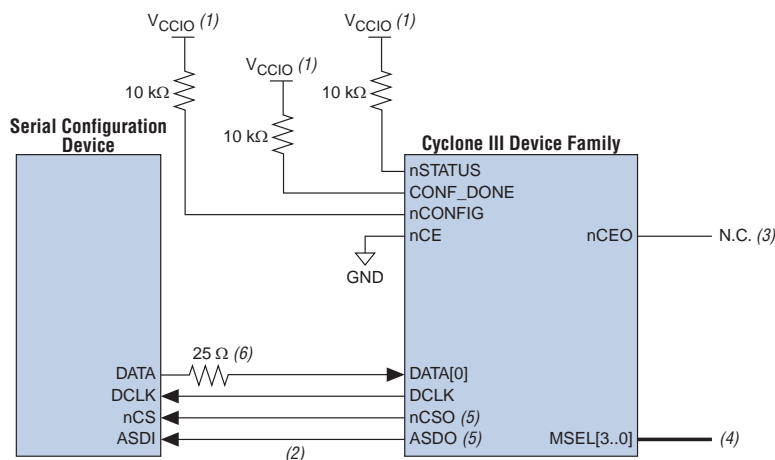 VCCIO (1)
VCCIO (1)
VCCIO (1)
10 kΩ
10 kΩ
10 kΩ
Serial Configuration
Device
Cyclone III Device Family
nSTATUS
CONF_DONE
nCONFIG
nCE
nCEO
N.C. (3)
GND
25 Ω (6)
DATA
DATA[0]
DCLK
DCLK
nCS
nCSO (5)
ASDI
(2)
ASDO (5)
MSEL[3..0]
(4)